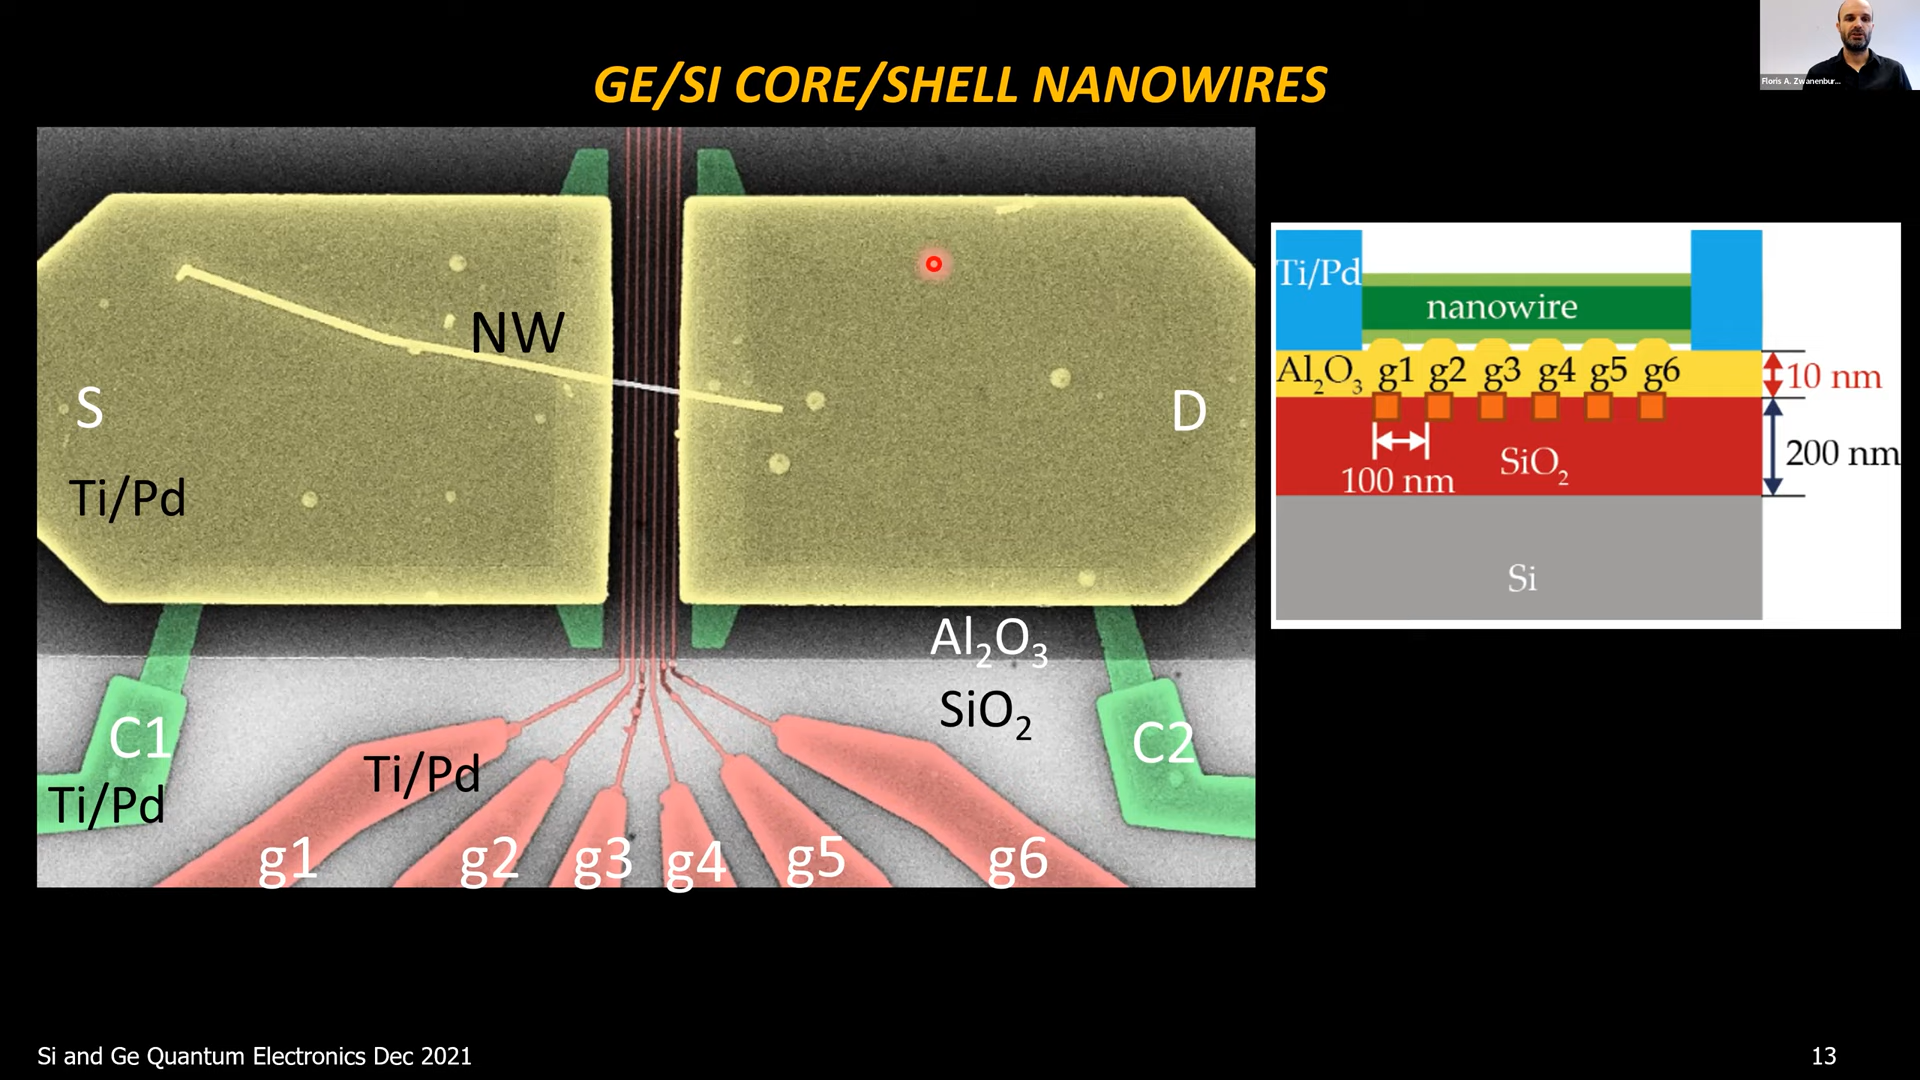 Floris A. Zwanenbur...
GE/SI CORE/SHELL NANOWIRES
NW
S
D
Ti/Pd
Al₂O₃
SiO₂
C1
C2
Ti/Pd
Ti/Pd
g1 g2 g3 g4 g5 g6
Ti/Pd
nanowire
Al₂O₃ g1 g2 g3 g4 g5 g6
10 nm
100 nm
SiO₂
200 nm
Si
Si and Ge Quantum Electronics Dec 2021
13